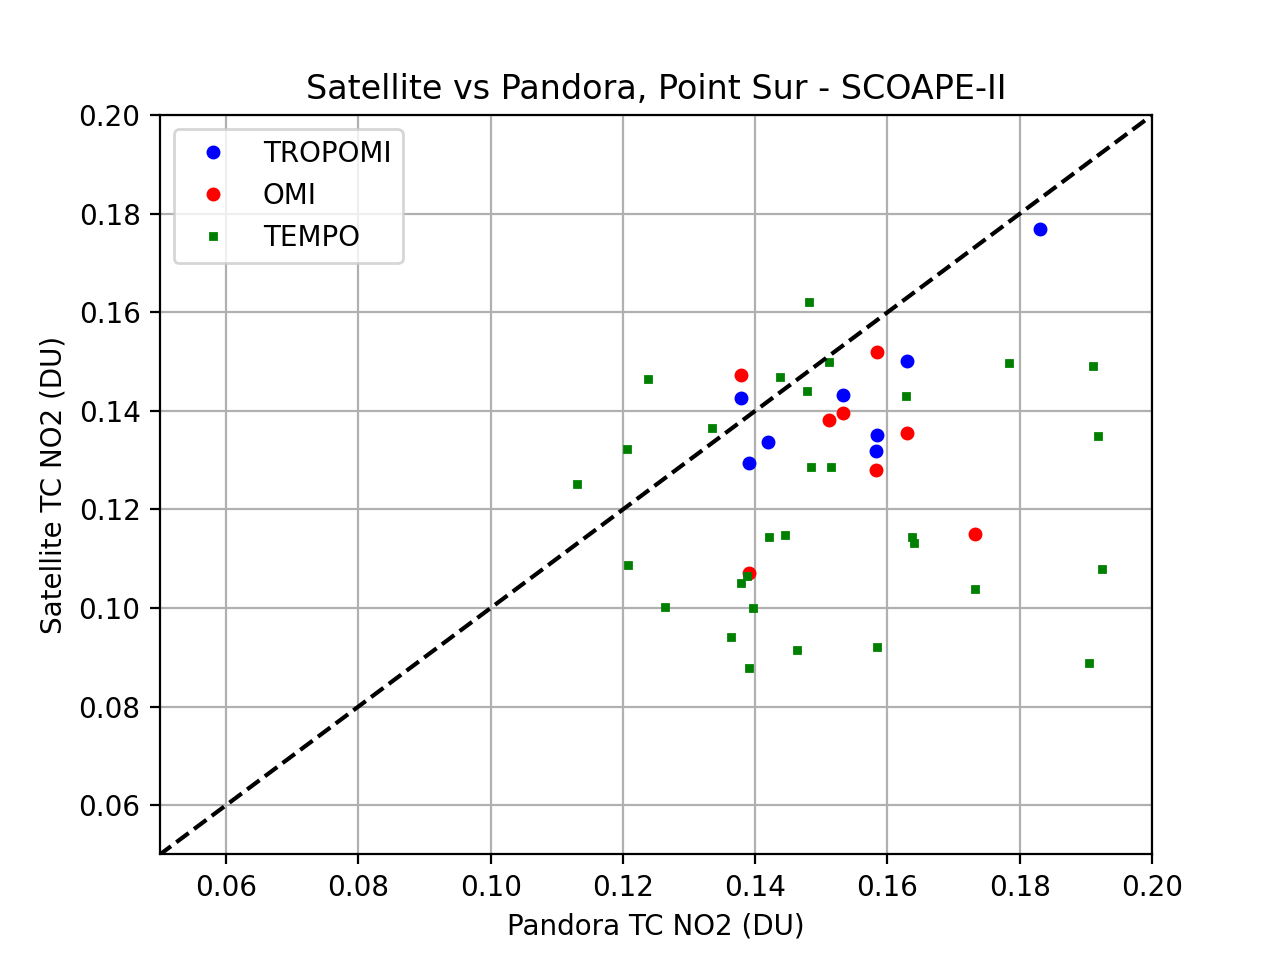 Satellite vs Pandora, Point Sur - SCOAPE-II
0.20
0.18
0.16
0.14
0.12
0.10
0.08
0.06
Satellite TC NO2 (DU)
TROPOMI
OMI
TEMPO
0.06 0.08 0.10 0.12 0.14 0.16 0.18 0.20
Pandora TC NO2 (DU)